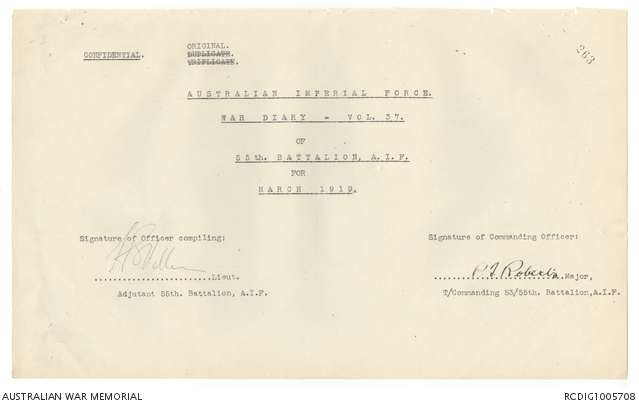 CONFIDENTIAL.
ORIGINAL.
DUPLICATE.
TRIPLICATE.
263
AUSTRALIAN IMPERIAL FORCE.
WAR DIARY - VOL. 37.
OF
55th. BATTALION, A.I.F.
FOR
MARCH 1919.
Signature of Officer compiling:
Signature of Commanding Officer:
Lieut.
Roberts Major,
Adjutant 55th. Battalion, A.I.F.
T/Commanding 53/55th. Battalion, A.I.F.
AUSTRALIAN WAR MEMORIAL
RCDIG1005708